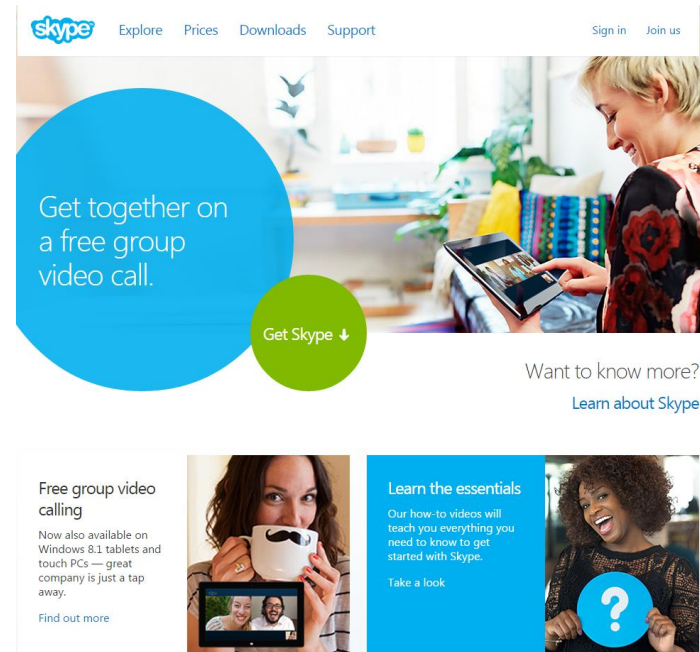 skype
Explore Prices Downloads Support
Sign in Join us
Get together on
a free group
video call.
Get Skype
Want to know more?
Learn about Skype
Free group video
calling
Now also available on
Windows 8.1 tablets and
touch PCs — great
company is just a tap
away.
Find out more
Learn the essentials
Our how-to videos will
teach you everything you
need to know to get
started with Skype.
Take a look
?